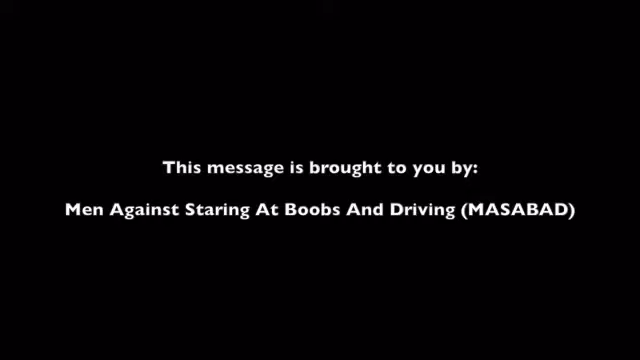 This message is brought to you by:
Men Against Staring At Boobs And Driving (MASABAD)